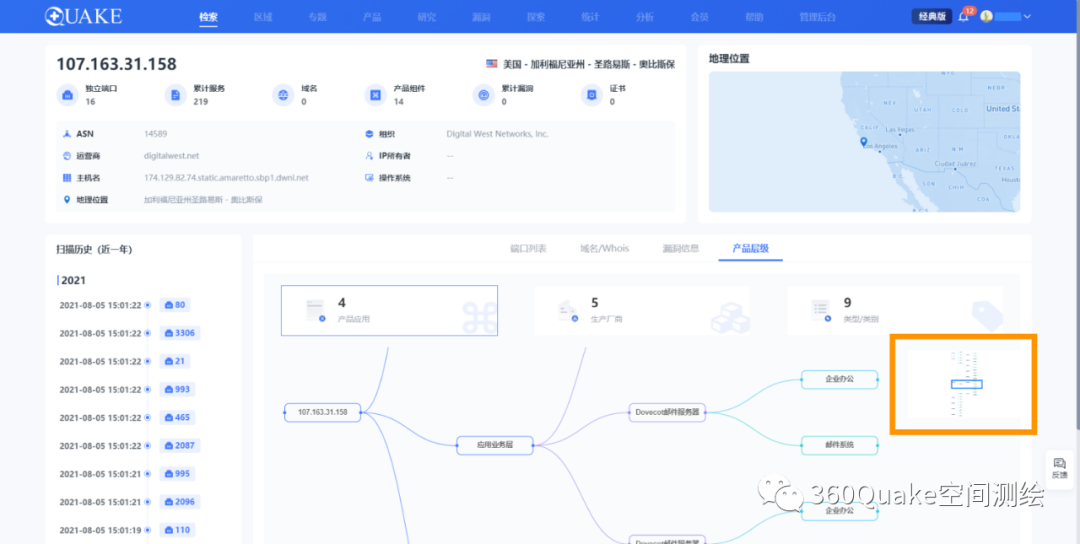 QUAKE
检索 区域 专题 产品 研究 漏洞 探索 统计 分析 会员 帮助 管理后台 经典版 12
107.163.31.158
美国 - 加利福尼亚州 - 圣路易斯 - 奥比斯保
独立端口 16
累计服务 219
域名 0
产品组件 14
累计漏洞 0
证书 0
ASN 14589
组织 Digital West Networks, Inc.
运营商 digitalwest.net
IP所有者 --
主机名 174.129.82.74.static.amaretto.sbp1.dwni.net
操作系统 --
地理位置 加利福尼亚州圣路易斯 - 奥比斯保
地理位置
NEV
UTAH
COLO
United St
CALIF
Las Vegas
Los Angeles
ARIZ
N M
Ciudad Juárez
TEXAS
SON
CHIH
COA
Houst
扫描历史（近一年）
2021
2021-08-05 15:01:22 80
2021-08-05 15:01:22 3306
2021-08-05 15:01:22 21
2021-08-05 15:01:22 993
2021-08-05 15:01:22 465
2021-08-05 15:01:22 2087
2021-08-05 15:01:21 995
2021-08-05 15:01:21 2096
2021-08-05 15:01:19 110
端口列表 域名/Whois 漏洞信息 产品层级
4
产品应用
5
生产厂商
9
类型/类别
107.163.31.158
应用业务层
Dovecot邮件服务器
企业办公
邮件系统
企业办公
Dovecot邮件服务器
反馈
360Quake空间测绘